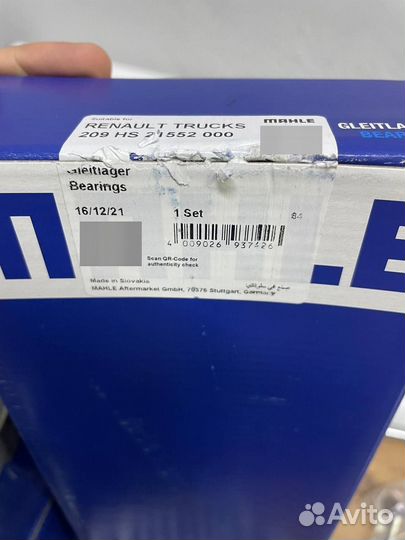 Suitable for
RENAULT TRUCKS
209 HS 21552 000
MAHLE
GLEITLA
BEAR
Gleitlager
Bearings
16/12/21
1 Set
84
4 009026 937426
Scan QR-Code for
authenticity check
Made in Slovakia
MAHLE Aftermarket GmbH, 70376 Stuttgart, Germany
M
.E
Avito